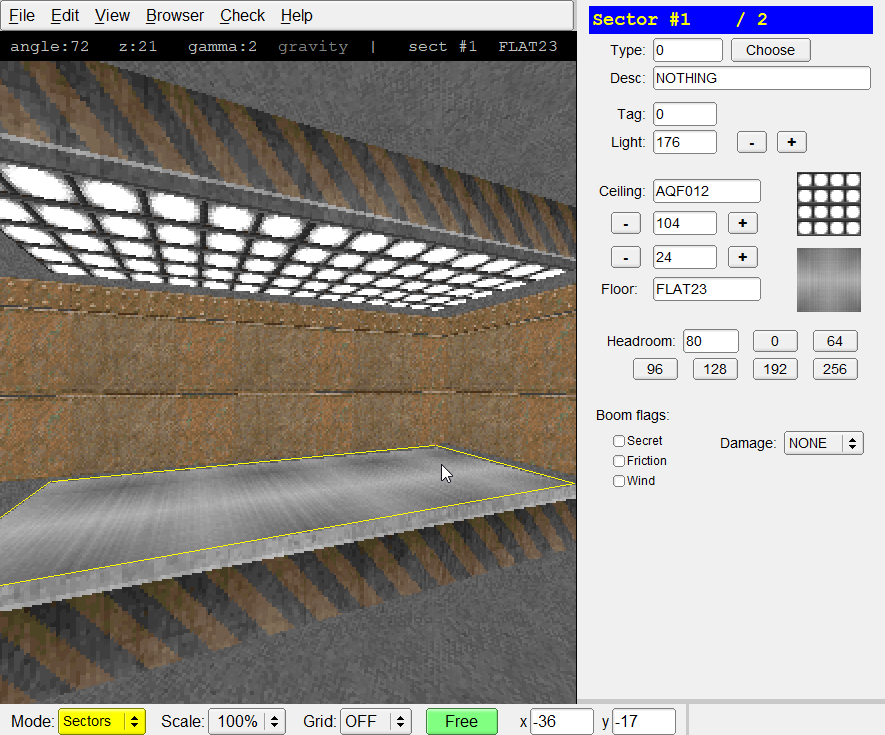 File Edit View Browser Check Help
angle:72 z:21 gamma:2 gravity | sect #1 FLAT23
Sector #1 / 2
Type: 0 Choose
Desc: NOTHING
Tag: 0
Light: 176 - +
Ceiling: AQF012
- 104 +
- 24 +
Floor: FLAT23
Headroom: 80 0 64
96 128 192 256
Boom flags:
Secret Damage: NONE
Friction
Wind
Mode: Sectors Scale: 100% Grid: OFF Free x -36 y -17